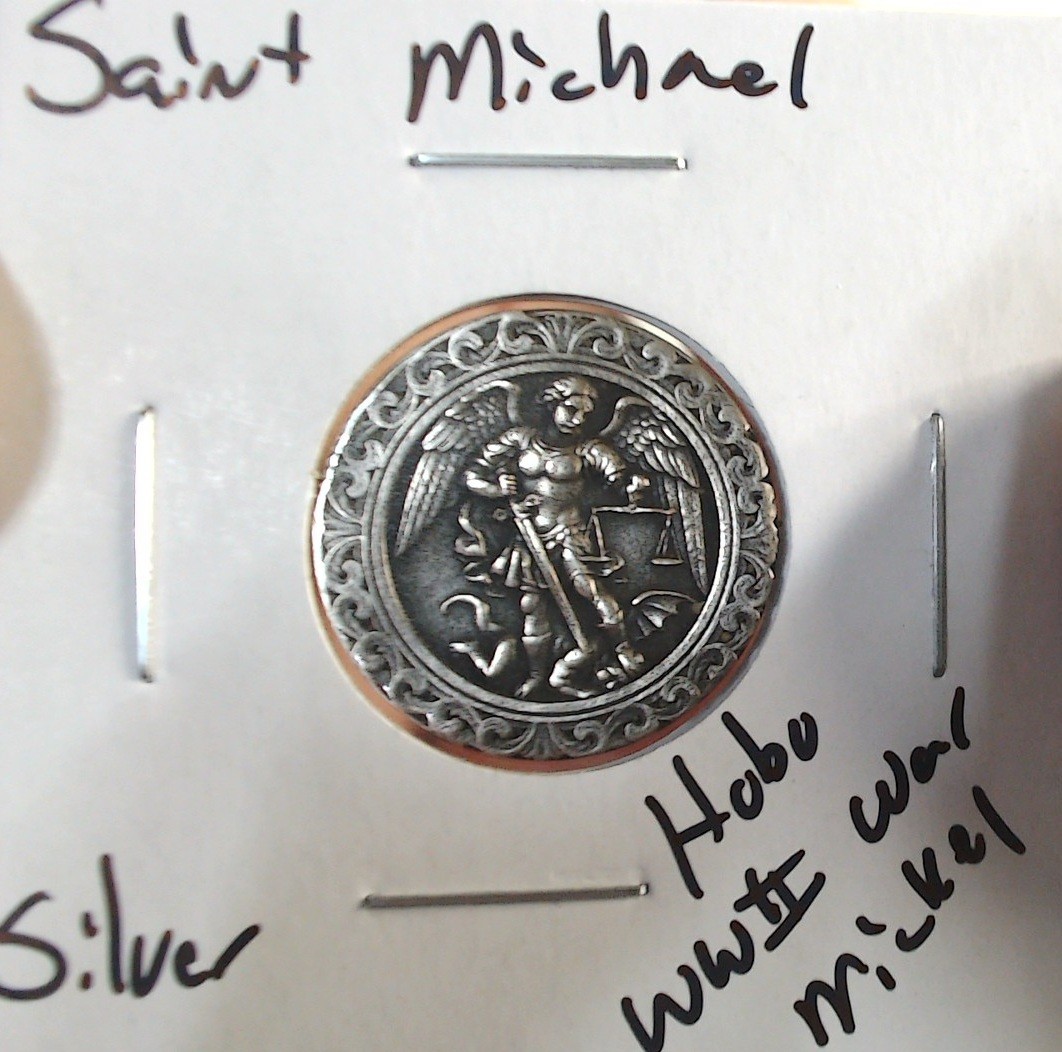 Saint Michael
Silver
Hobo
WWII War
Nickel